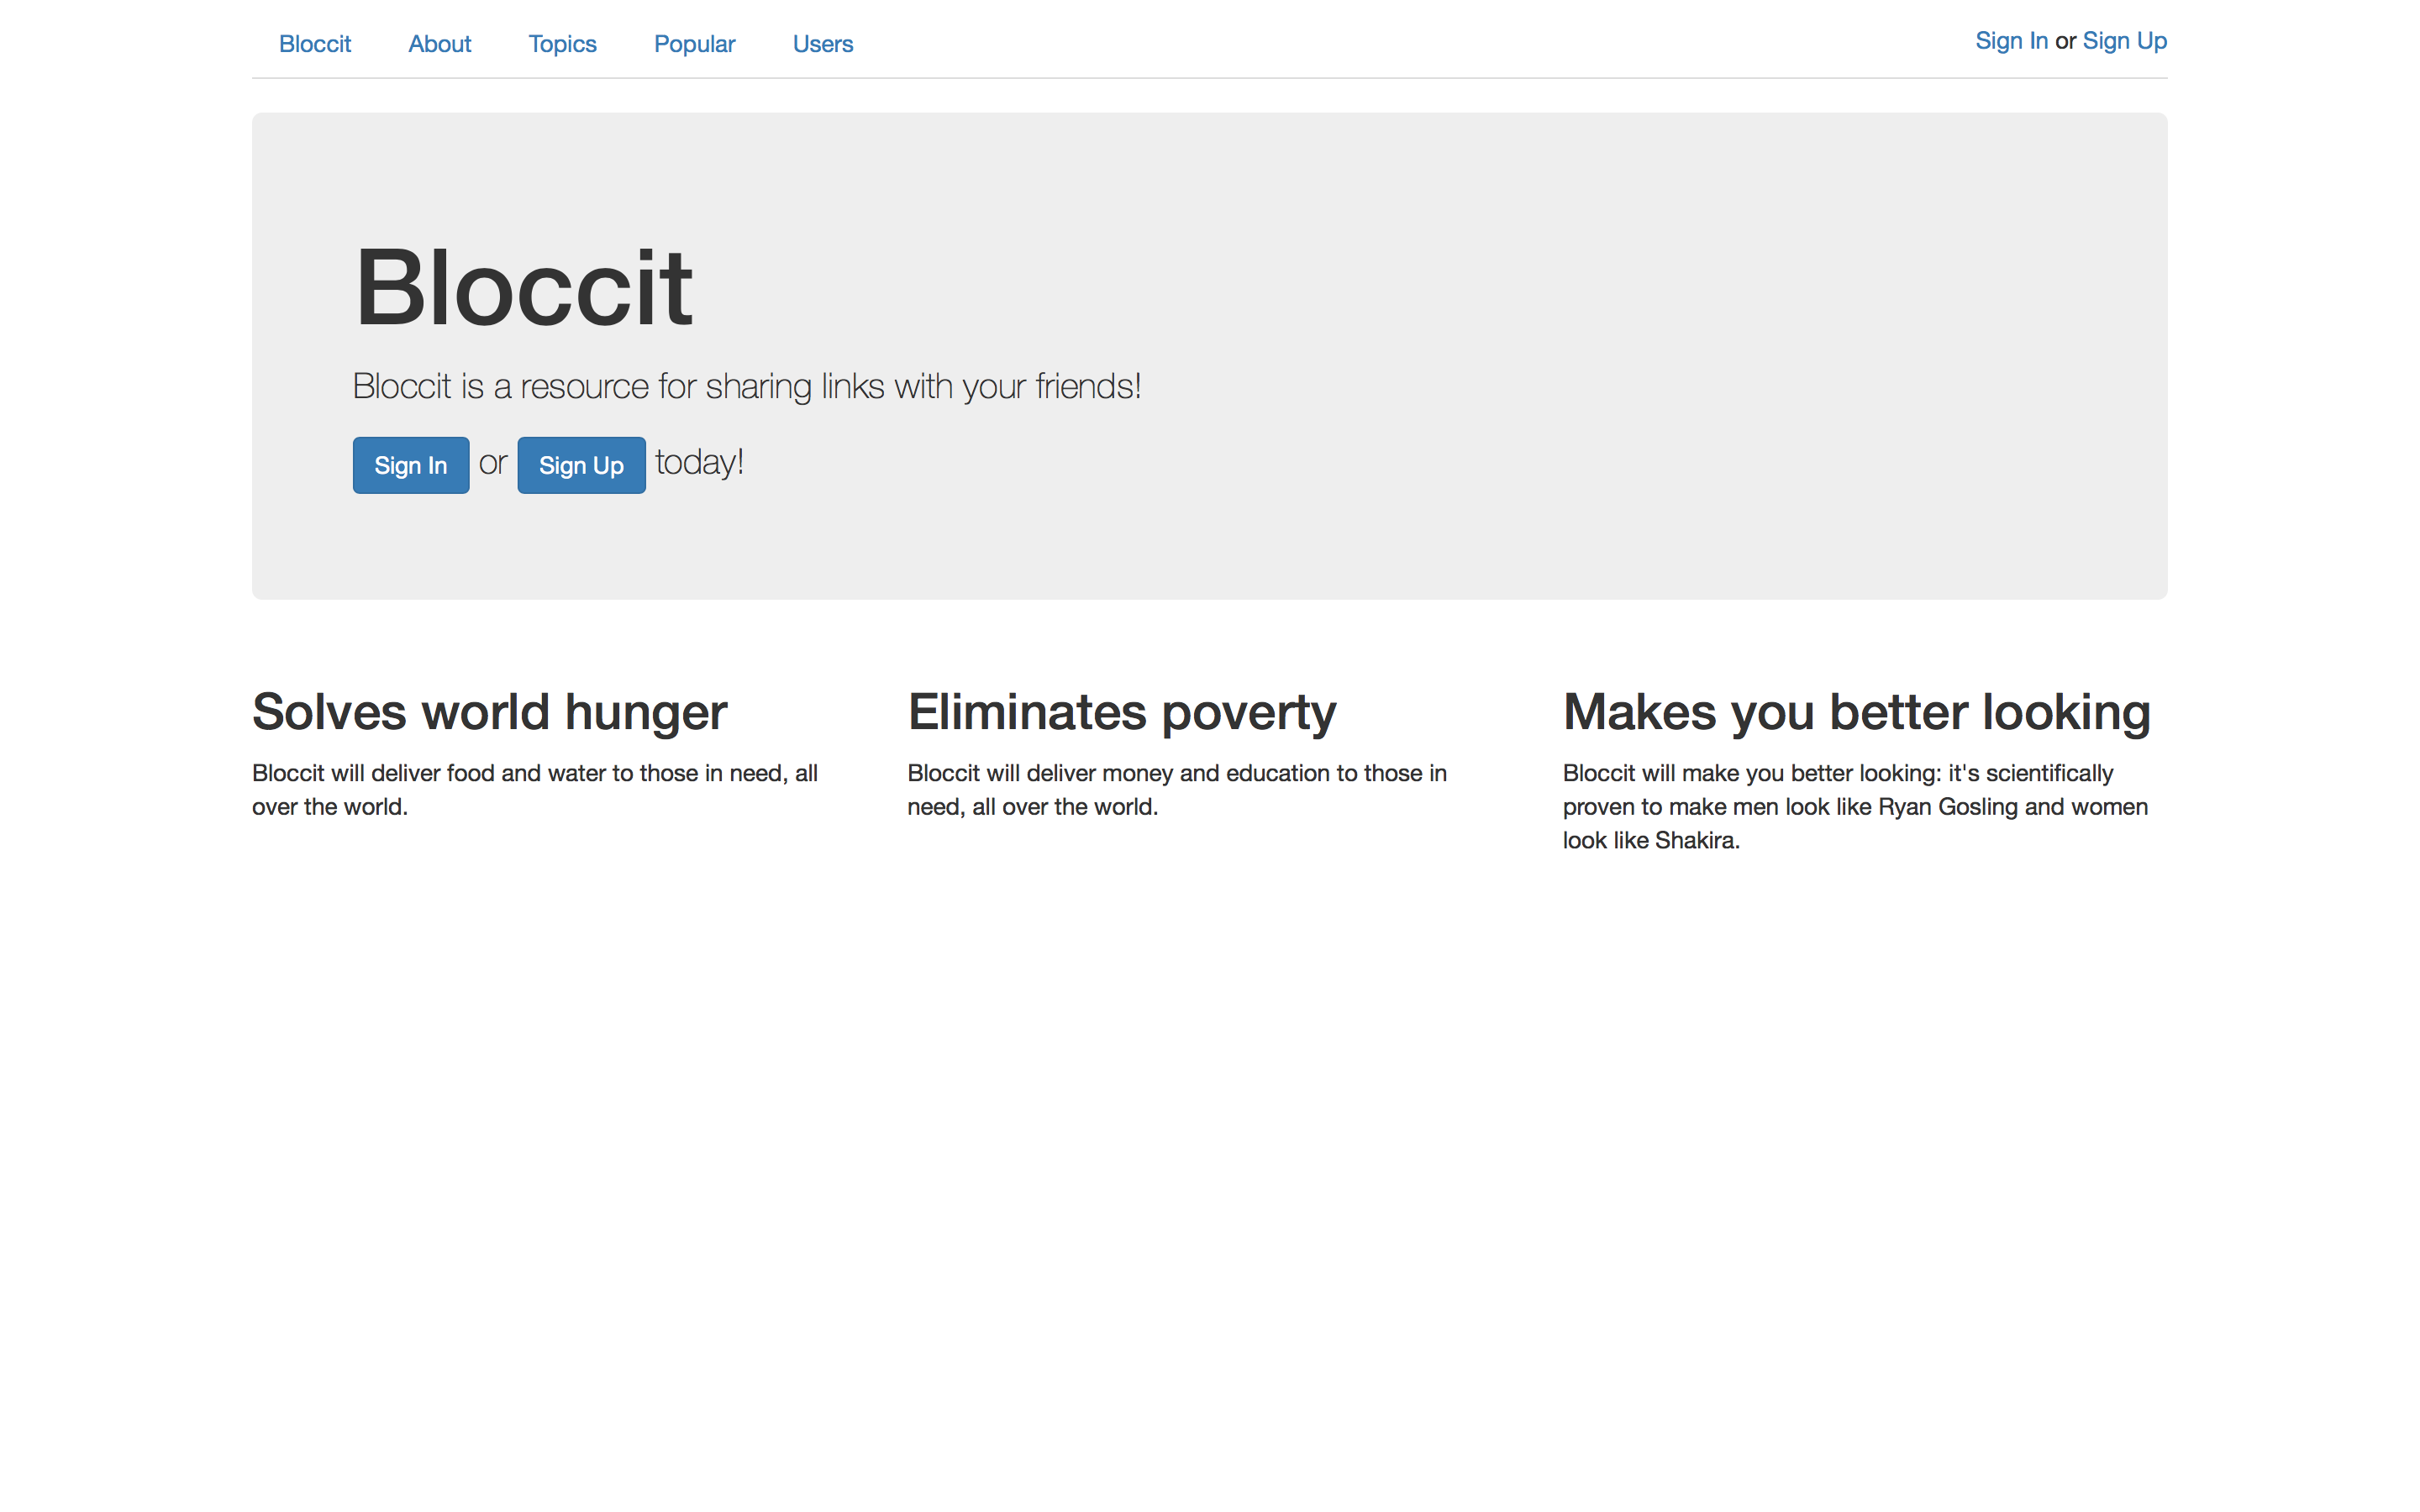 Bloccit About Topics Popular Users Sign In or Sign Up
Bloccit
Bloccit is a resource for sharing links with your friends!
Sign In or Sign Up today!
Solves world hunger
Bloccit will deliver food and water to those in need, all
over the world.
Eliminates poverty
Bloccit will deliver money and education to those in
need, all over the world.
Makes you better looking
Bloccit will make you better looking: it's scientifically
proven to make men look like Ryan Gosling and women
look like Shakira.